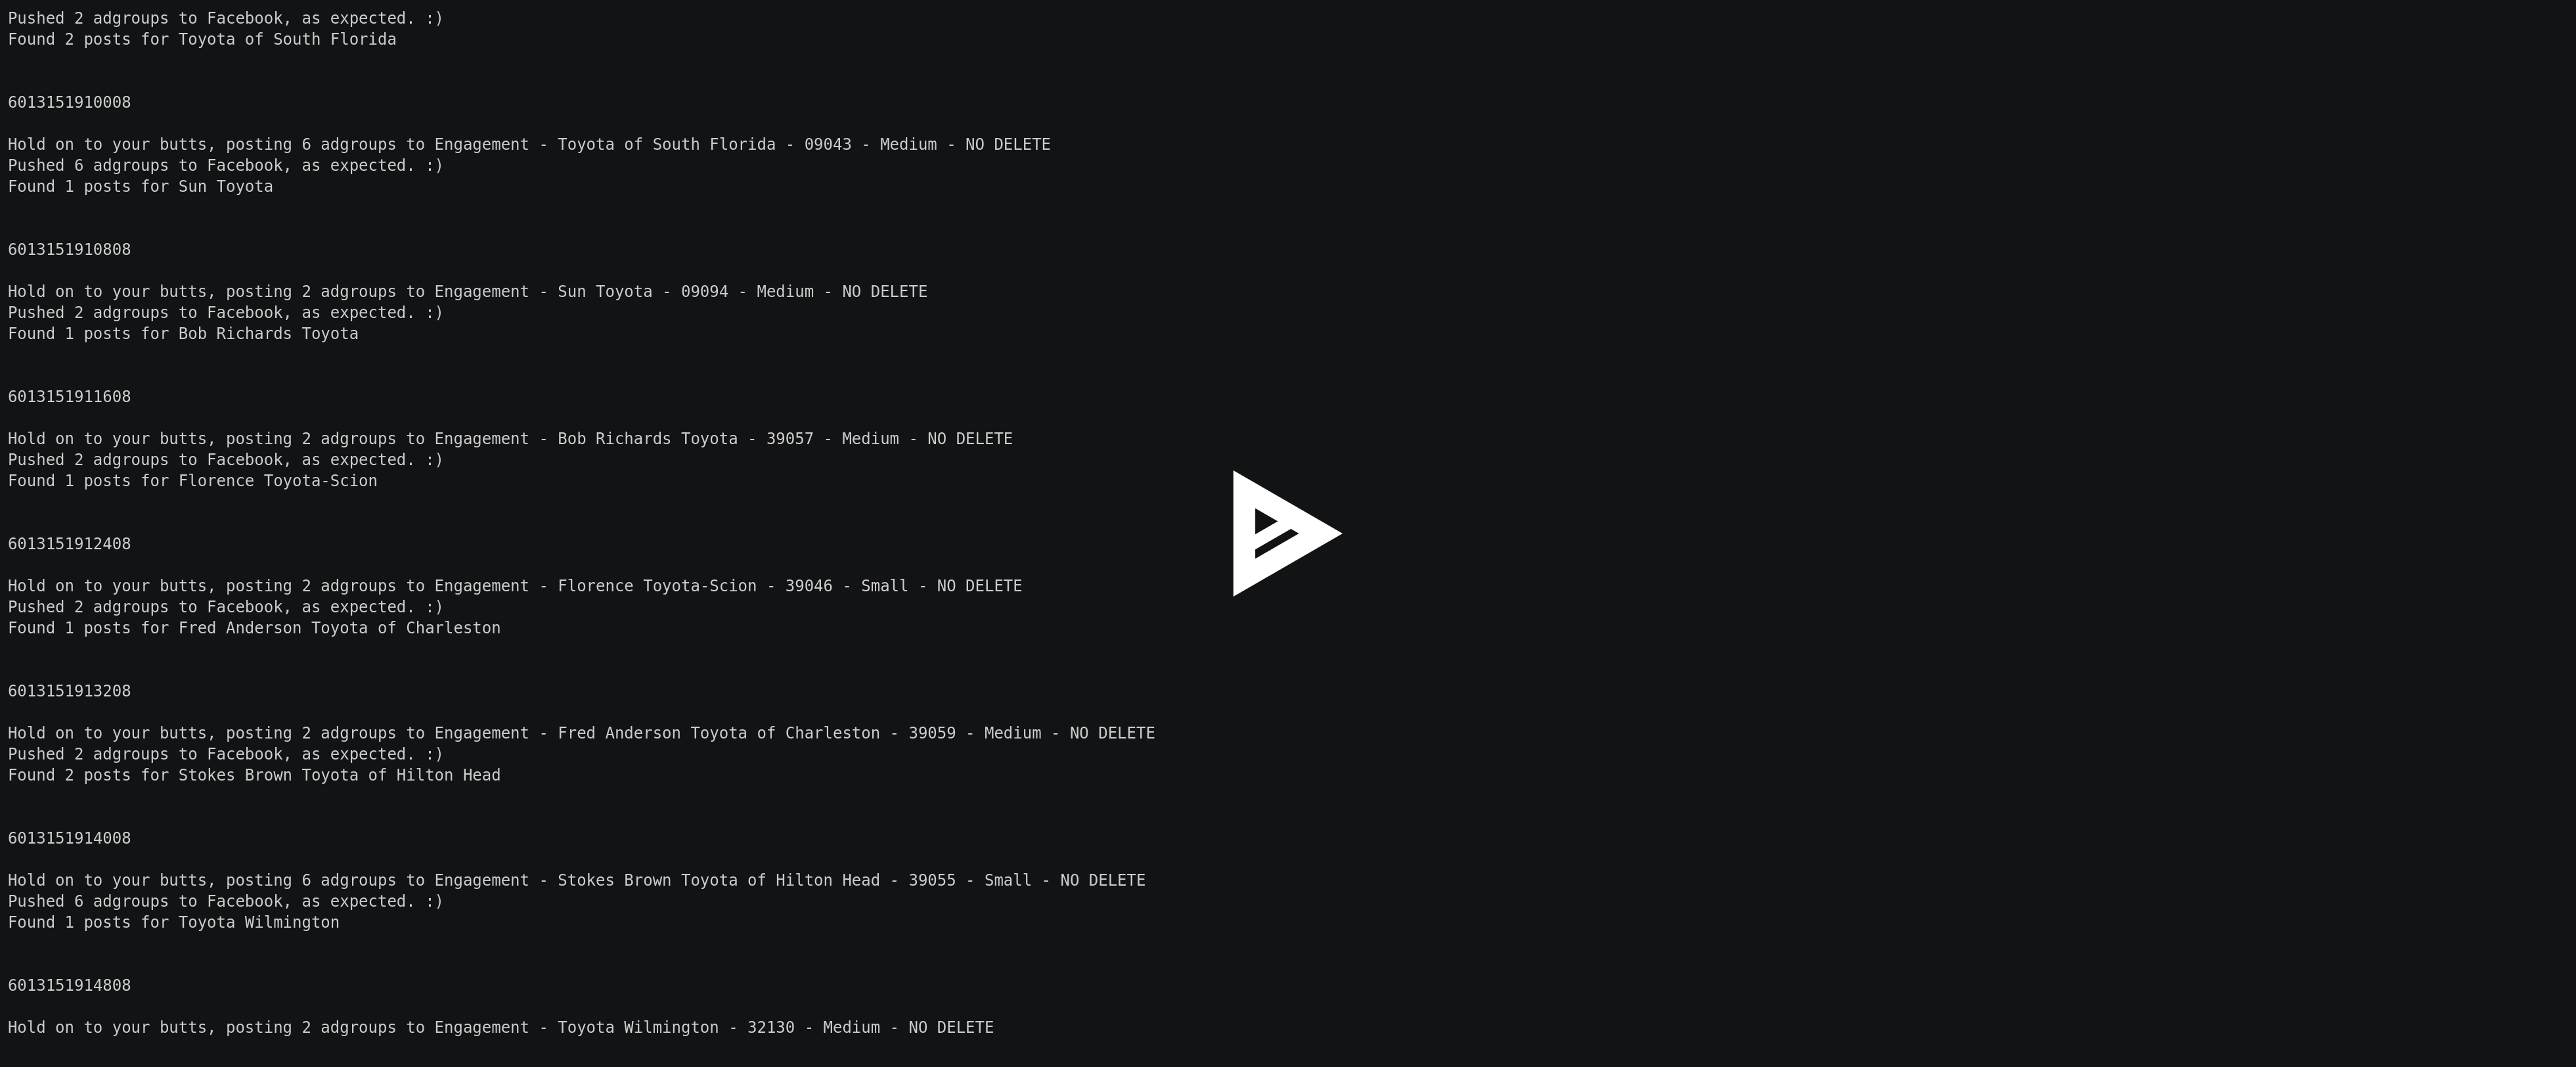 Pushed 2 adgroups to Facebook, as expected. :)
Found 2 posts for Toyota of South Florida
6013151910008
Hold on to your butts, posting 6 adgroups to Engagement - Toyota of South Florida - 09043 - Medium - NO DELETE
Pushed 6 adgroups to Facebook, as expected. :)
Found 1 posts for Sun Toyota
6013151910808
Hold on to your butts, posting 2 adgroups to Engagement - Sun Toyota - 09094 - Medium - NO DELETE
Pushed 2 adgroups to Facebook, as expected. :)
Found 1 posts for Bob Richards Toyota
6013151911608
Hold on to your butts, posting 2 adgroups to Engagement - Bob Richards Toyota - 39057 - Medium - NO DELETE
Pushed 2 adgroups to Facebook, as expected. :)
Found 1 posts for Florence Toyota-Scion
6013151912408
Hold on to your butts, posting 2 adgroups to Engagement - Florence Toyota-Scion - 39046 - Small - NO DELETE
Pushed 2 adgroups to Facebook, as expected. :)
Found 1 posts for Fred Anderson Toyota of Charleston
6013151913208
Hold on to your butts, posting 2 adgroups to Engagement - Fred Anderson Toyota of Charleston - 39059 - Medium - NO DELETE
Pushed 2 adgroups to Facebook, as expected. :)
Found 2 posts for Stokes Brown Toyota of Hilton Head
6013151914008
Hold on to your butts, posting 6 adgroups to Engagement - Stokes Brown Toyota of Hilton Head - 39055 - Small - NO DELETE
Pushed 6 adgroups to Facebook, as expected. :)
Found 1 posts for Toyota Wilmington
6013151914808
Hold on to your butts, posting 2 adgroups to Engagement - Toyota Wilmington - 32130 - Medium - NO DELETE